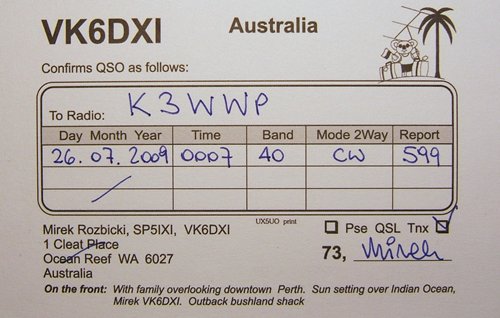 VK6DXI Australia
Confirms QSO as follows:
To Radio: K3WWP
Day Month Year Time Band Mode 2Way Report
26.07.2009 0007 40 CW 599
UX5UO print
Mirek Rozbicki, SP5IXI, VK6DXI Pse QSL Tnx
1 Cleat Place
Ocean Reef WA 6027 73, Mirek
Australia
On the front: With family overlooking downtown Perth. Sun setting over Indian Ocean,
Mirek VK6DXI. Outback bushland shack